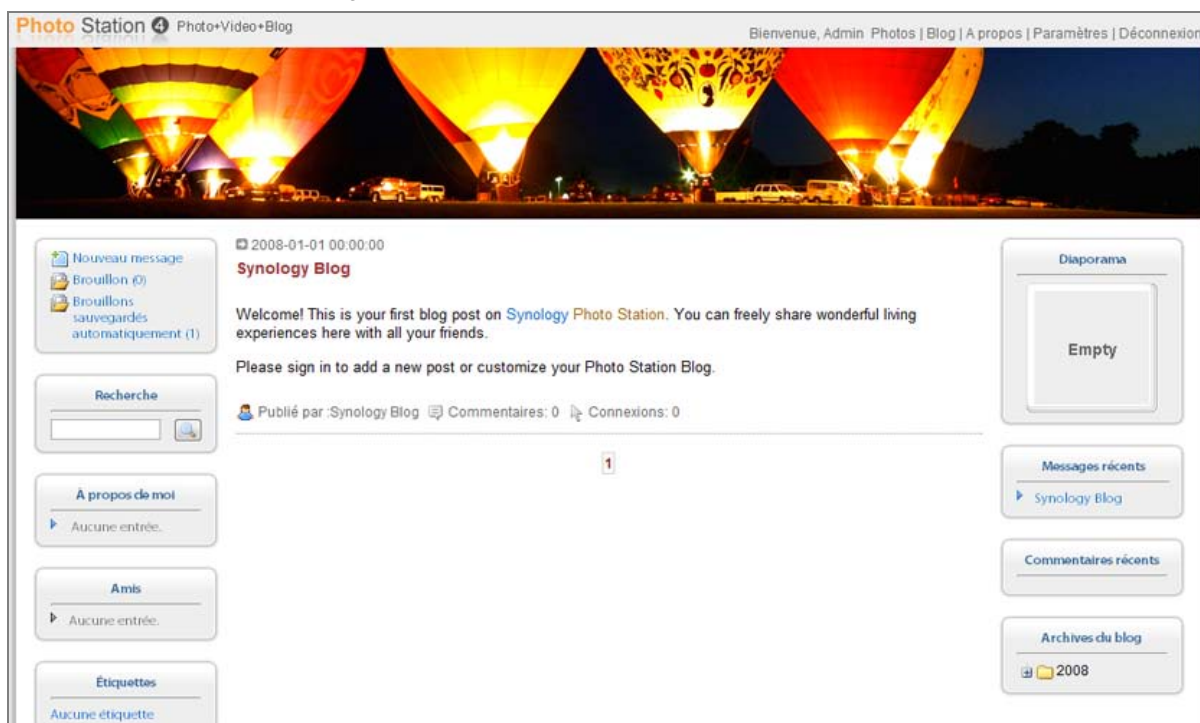 Photo Station 4 Photo+Video+Blog
Bienvenue, Admin Photos | Blog | A propos | Paramètres | Déconnexion
Nouveau message
Brouillon (0)
Brouillons
sauvegardés
automatiquement (1)
Recherche
À propos de moi
Aucune entrée.
Amis
Aucune entrée.
Étiquettes
Aucune étiquette
2008-01-01 00:00:00
Synology Blog
Welcome! This is your first blog post on Synology Photo Station. You can freely share wonderful living
experiences here with all your friends.
Please sign in to add a new post or customize your Photo Station Blog.
Publié par :Synology Blog Commentaires: 0 Connexions: 0
1
Diaporama
Empty
Messages récents
Synology Blog
Commentaires récents
Archives du blog
2008